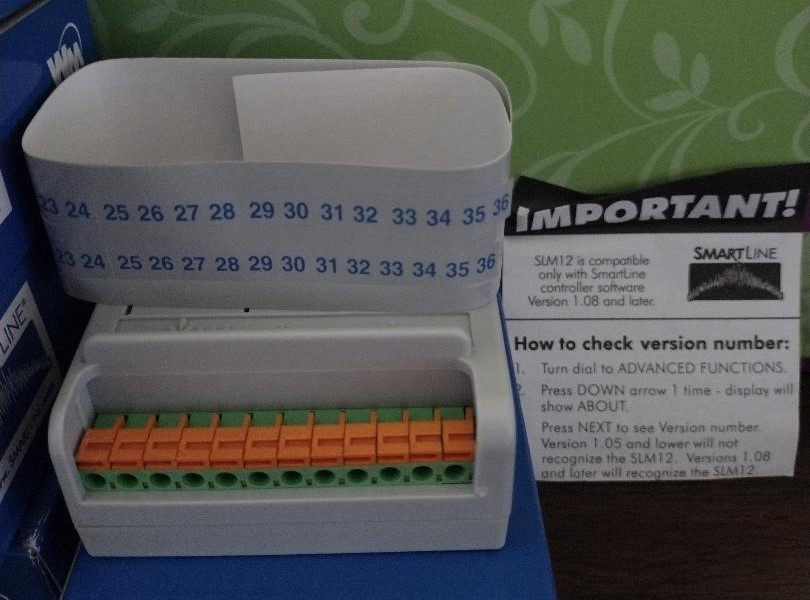 WM
23 24 25 26 27 28 29 30 31 32 33 34 35 36
23 24 25 26 27 28 29 30 31 32 33 34 35 36
LINE®
IMPORTANT!
SLM12 is compatible
only with SmartLine
controller software
Version 1.08 and later.
SMARTLINE
How to check version number:
1. Turn dial to ADVANCED FUNCTIONS.
2. Press DOWN arrow 1 time - display will
show ABOUT.
Press NEXT to see Version number.
Version 1.05 and lower will not
recognize the SLM12. Versions 1.08
and later will recognize the SLM12.